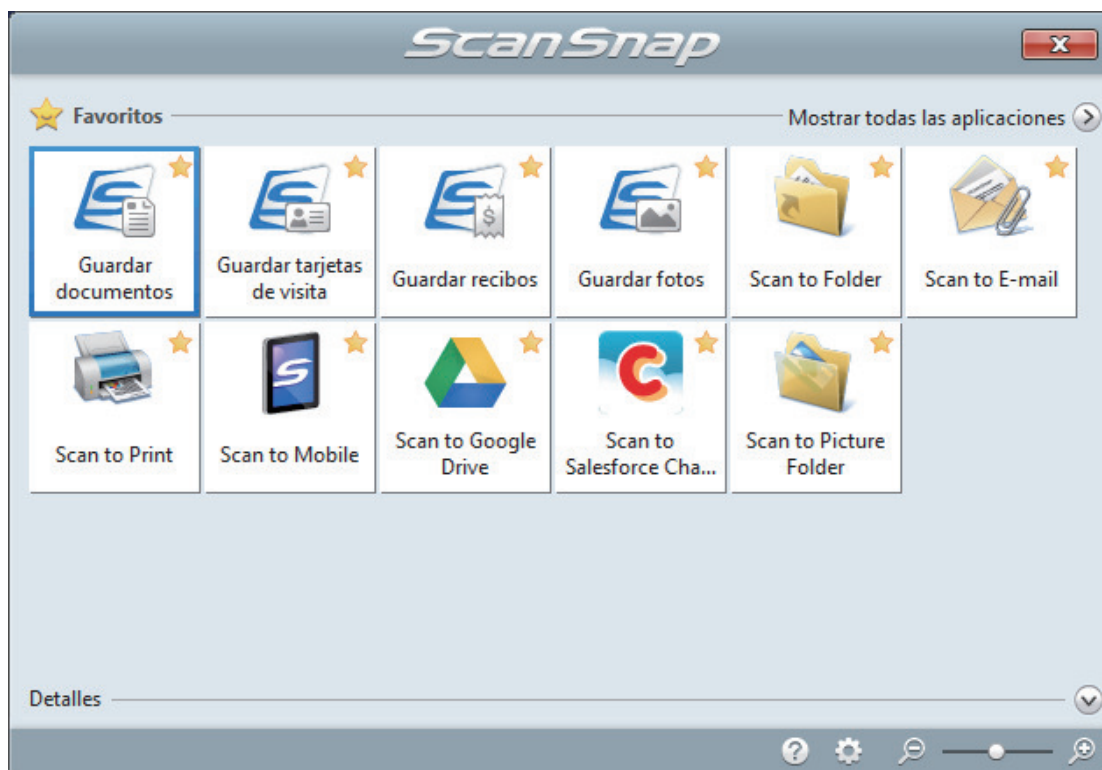 ScanSnap
Favoritos
Mostrar todas las aplicaciones
Guardar
documentos
Guardar tarjetas
de visita
Guardar recibos
Guardar fotos
Scan to Folder
Scan to E-mail
Scan to Print
Scan to Mobile
Scan to Google
Drive
Scan to
Salesforce Cha...
Scan to Picture
Folder
Detalles